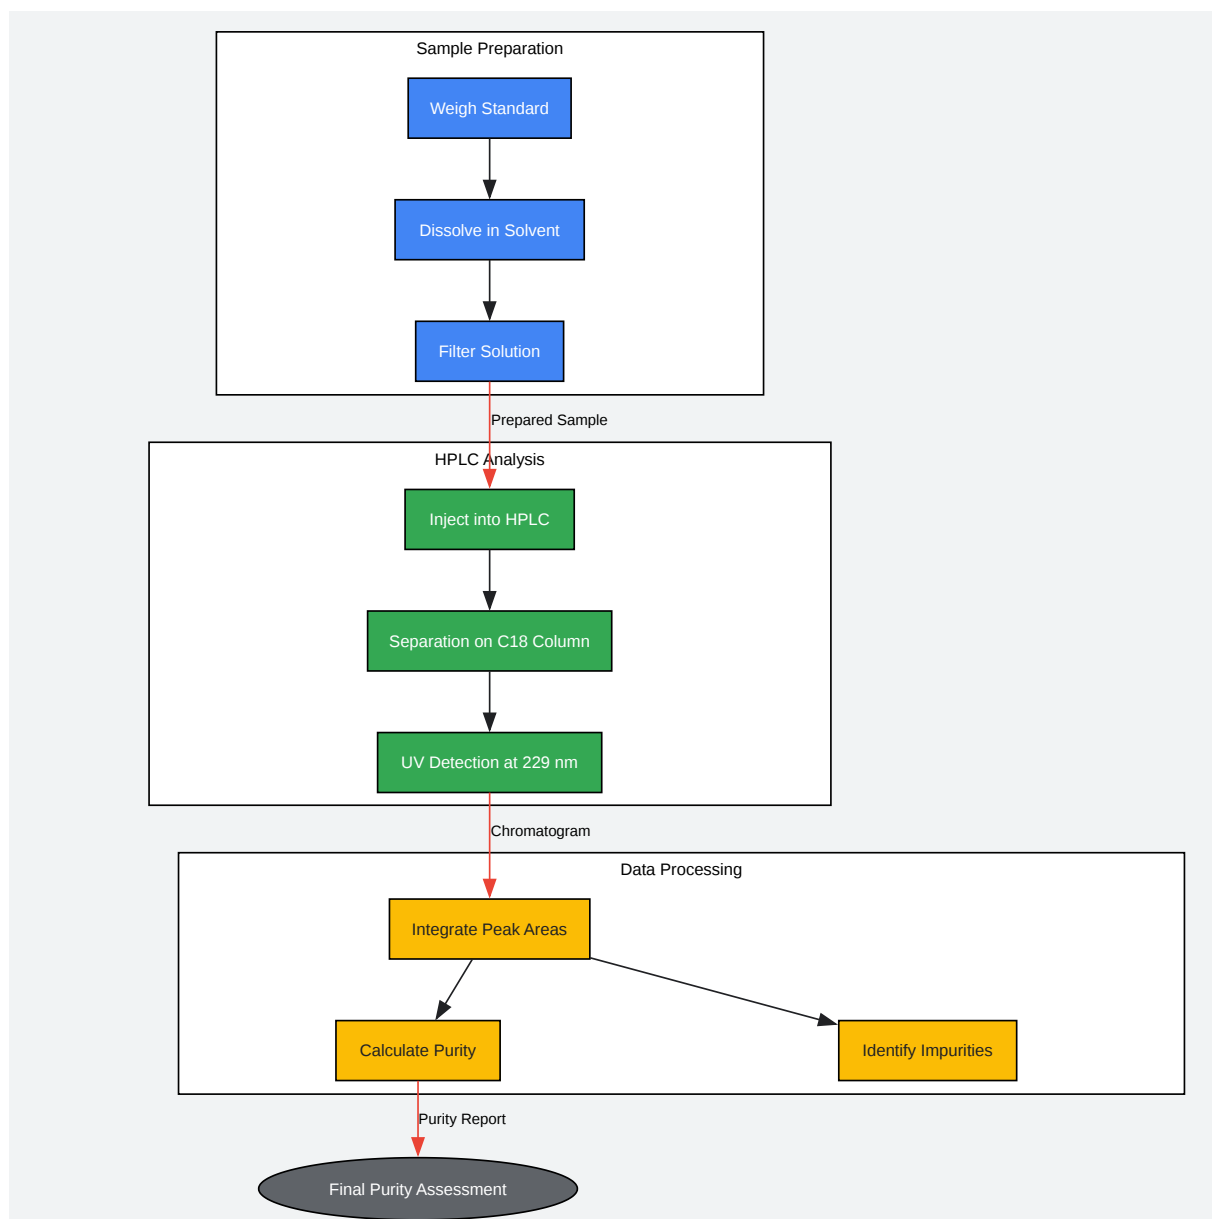 Sample Preparation
Weigh Standard
Dissolve in Solvent
Filter Solution
Prepared Sample
HPLC Analysis
Inject into HPLC
Separation on C18 Column
UV Detection at 229 nm
Chromatogram
Data Processing
Integrate Peak Areas
Calculate Purity
Identify Impurities
Purity Report
Final Purity Assessment